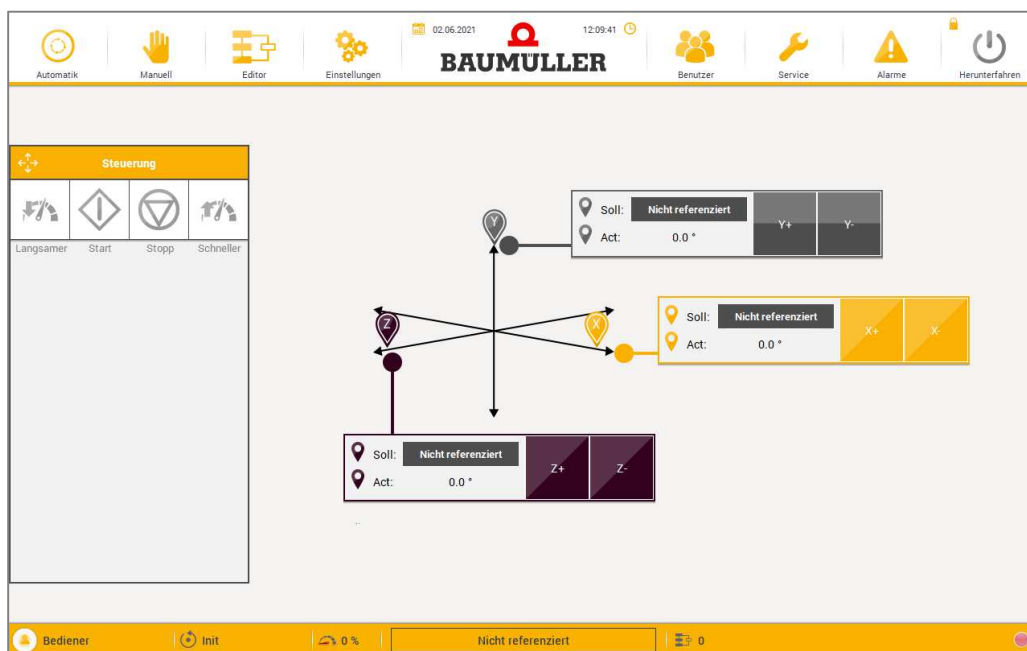 02.06.2021 12:09:41
BAUMÜLLER
Automatik Manuell Editor Einstellungen Benutzer Service Alarme Herunterfahren
Steuerung
Langsamer Start Stopp Schneller
Y
Soll: Nicht referenziert Y+ Y-
Act: 0.0 °
Z X
Soll: Nicht referenziert X+ X-
Act: 0.0 °
Soll: Nicht referenziert Z+ Z-
Act: 0.0 °
Bediener Init 0 % Nicht referenziert 0